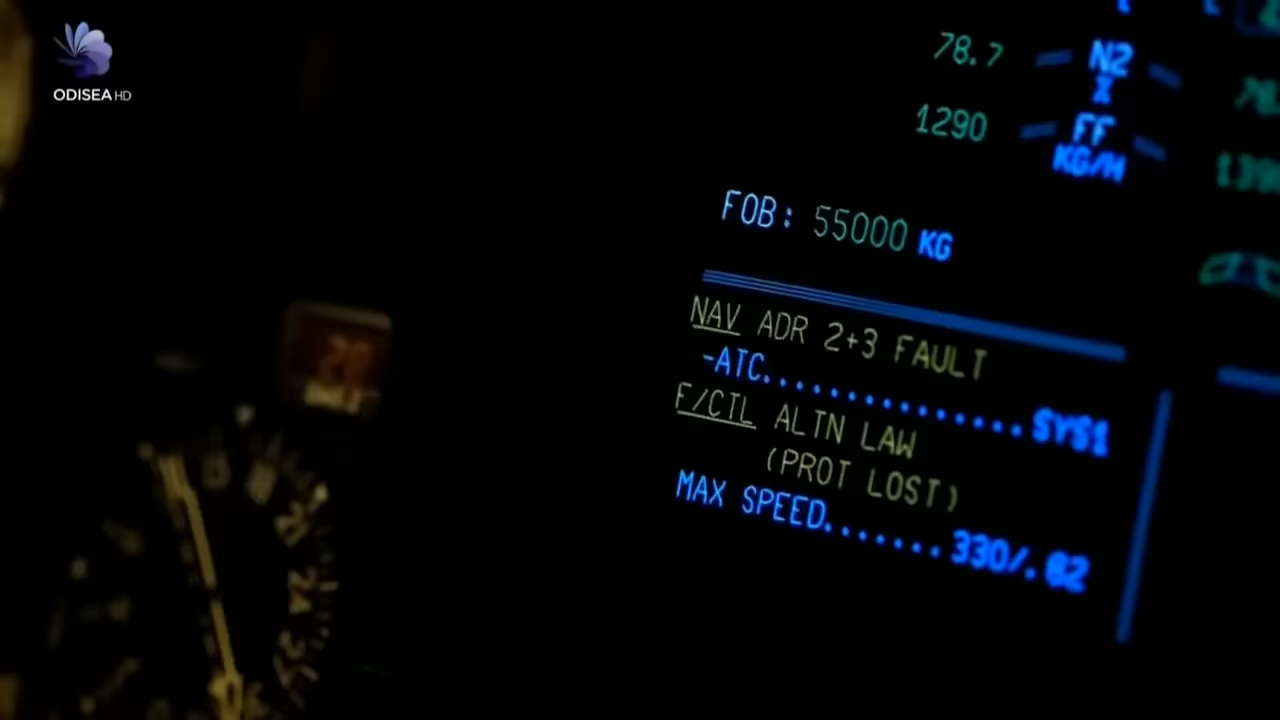 ODISEA HD
78.7 N2
%
1290 FF
KG/H
FOB: 55000 KG
NAV ADR 2+3 FAULT
-ATC...............SYS1
F/CTL ALTN LAW
(PROT LOST)
MAX SPEED.......330/.82